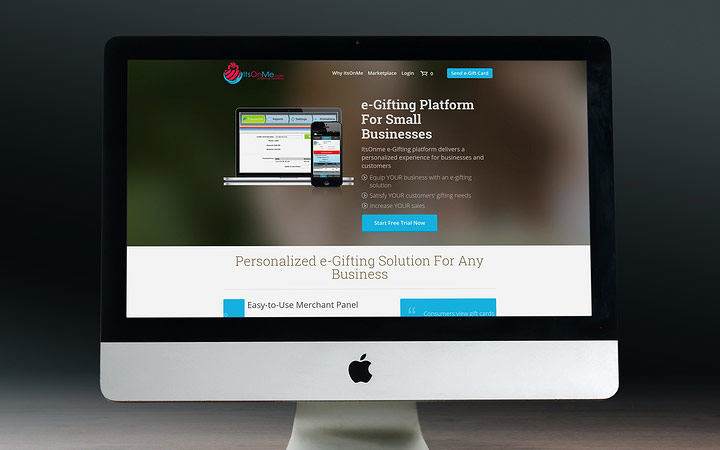 ItsOnMe
Why ItsOnMe Marketplace Login 0 Send e-Gift Card
e-Gifting Platform
For Small
Businesses
ItsOnme e-Gifting platform delivers a
personalized experience for businesses and
customers
Equip YOUR business with an e-gifting
solution
Satisfy YOUR customers' gifting needs
Increase YOUR sales
Start Free Trial Now
Reports Settings
Personalized e-Gifting Solution For Any
Business
Easy-to-Use Merchant Panel
“ Consumers view gift cards